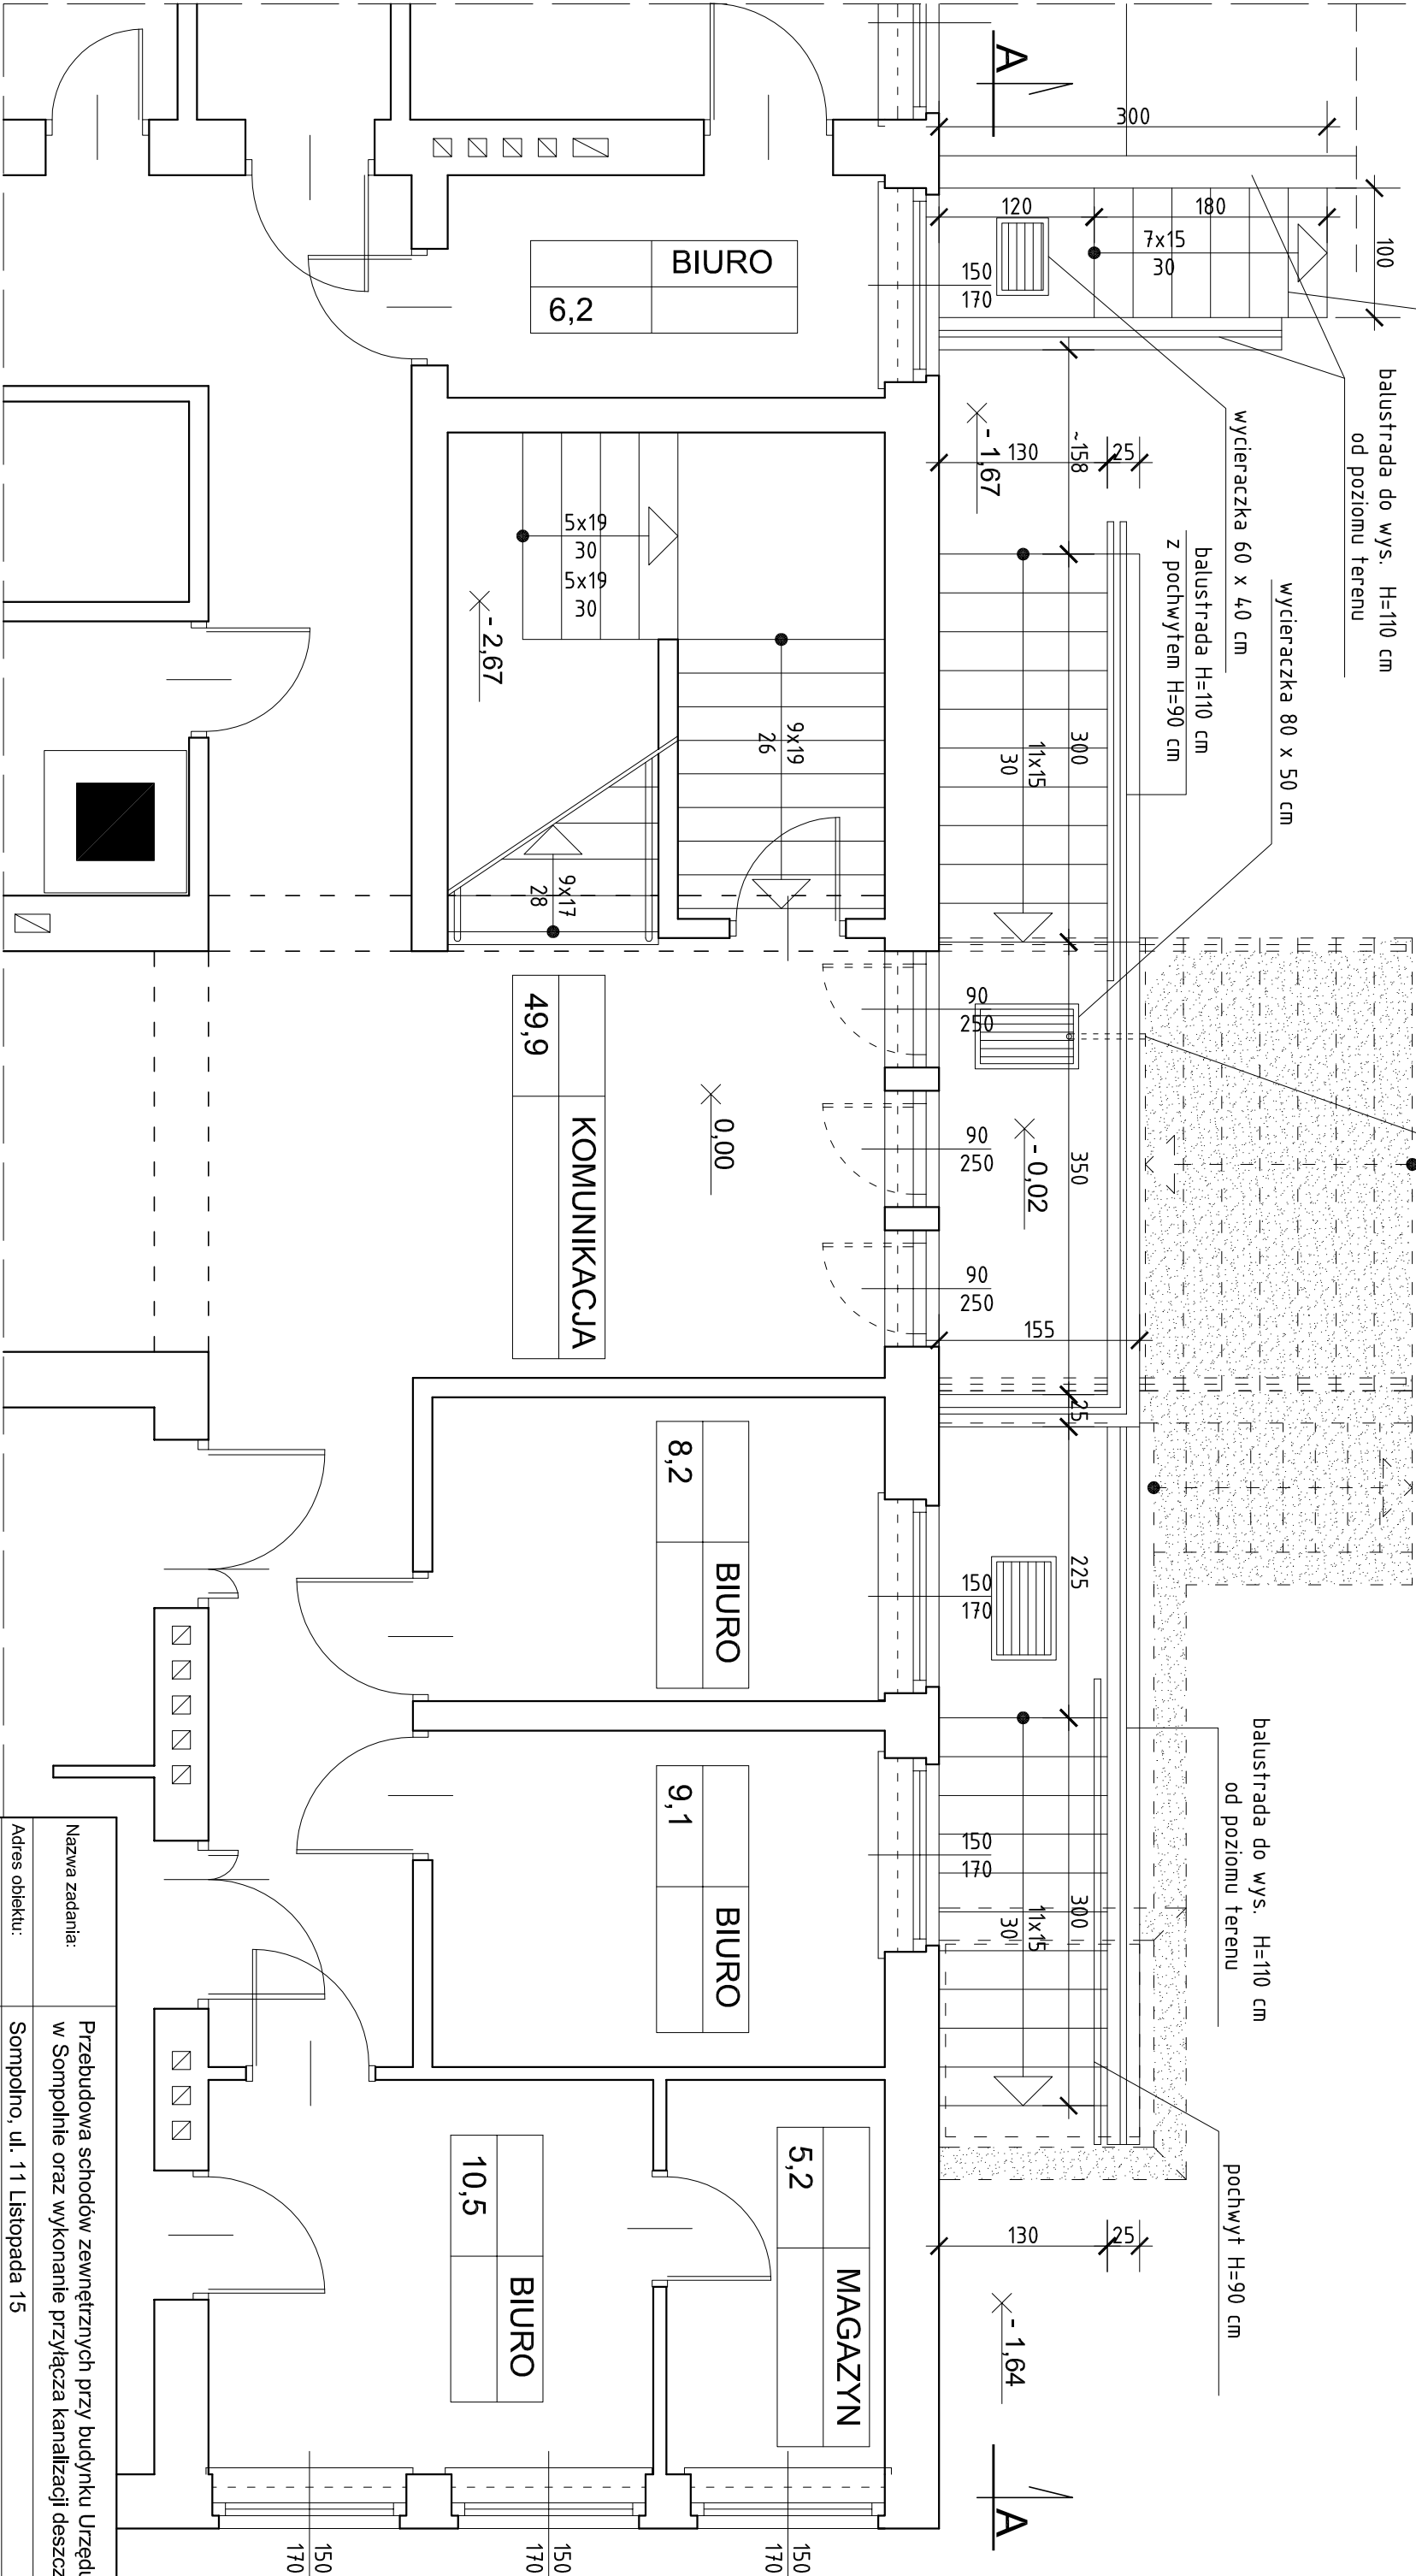 A
300
120
180
100
7x15
30
150
170
BIURO
6,2
balustrada do wys. H=110 cm
od poziomu terenu
wycieraczka 60 x 40 cm
balustrada H=110 cm
z pochwytem H=90 cm
wycieraczka 80 x 50 cm
- 1,67
130
~158
25
5x19
30
5x19
30
- 2,67
9x19
26
11x15
30
300
9x17
28
90
250
49,9
KOMUNIKACJA
0,00
90
250
- 0,02
350
90
250
155
25
8,2
BIURO
150
170
225
9,1
BIURO
150
170
11x15
30
300
balustrada do wys. H=110 cm
od poziomu terenu
pochwyt H=90 cm
10,5
BIURO
5,2
MAGAZYN
130
25
- 1,64
A
150
170
150
170
150
170
Nazwa zadania:
Przebudowa schodów zewnętrznych przy budynku Urzędu
w Sompolnie oraz wykonanie przyłącza kanalizacji deszcz
Adres obiektu:
Sompolno, ul. 11 Listopada 15